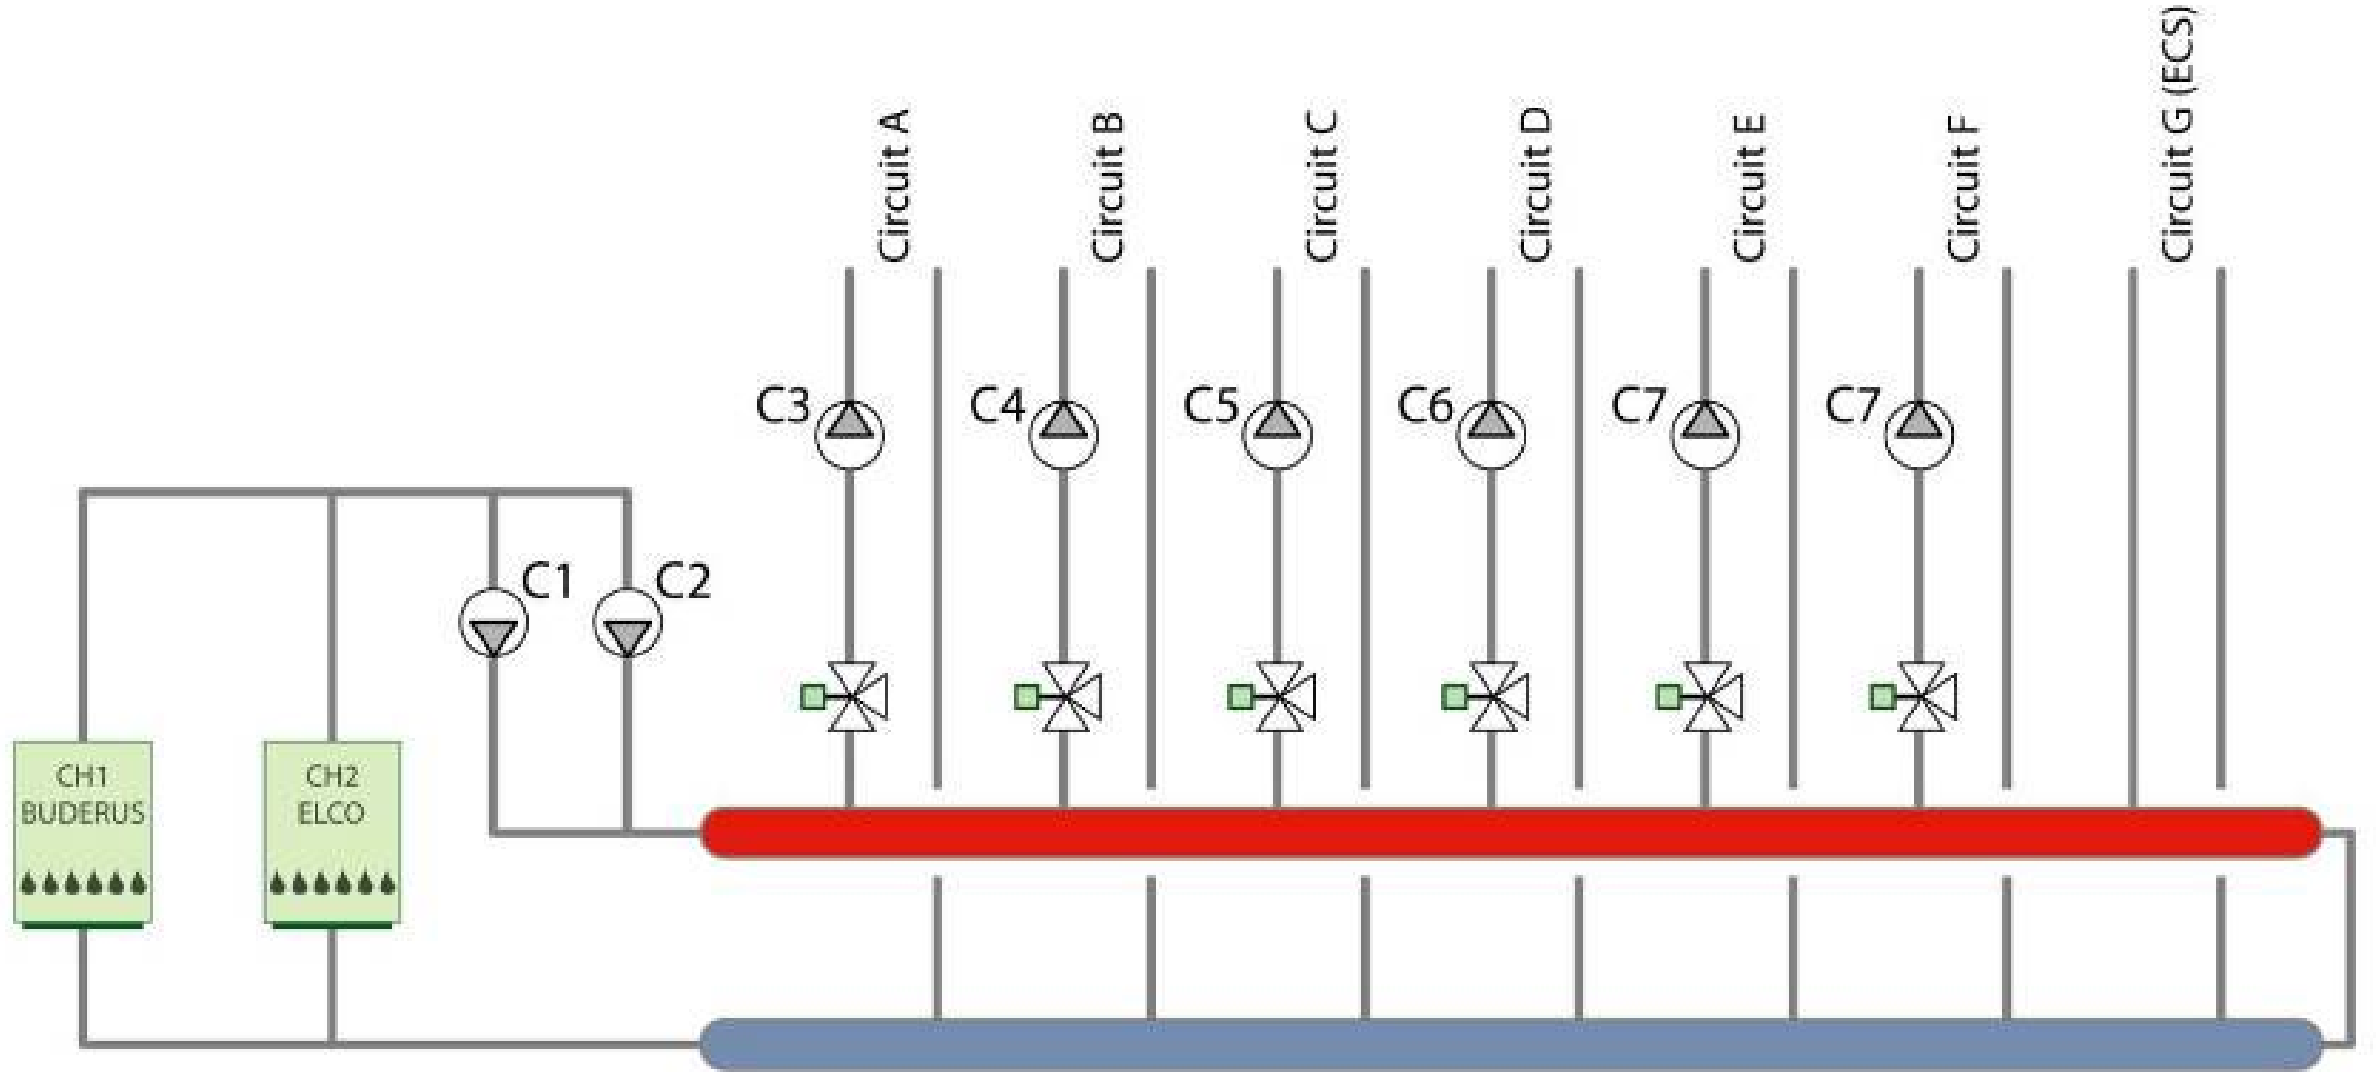 Circuit A
Circuit B
Circuit C
Circuit D
Circuit E
Circuit F
Circuit G (ECS)
C3
C4
C5
C6
C7
C7
C1
C2
CH1
BUDERUS
CH2
ELCO